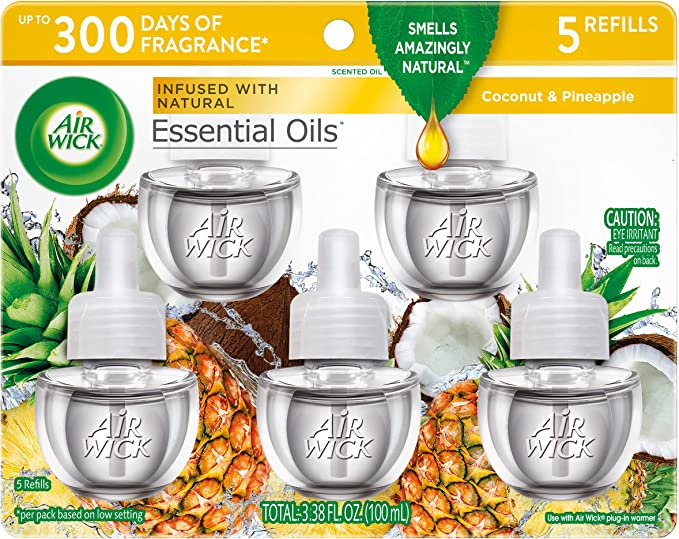 UP TO 300 DAYS OF FRAGRANCE*
SMELLS
AMAZINGLY
NATURAL™
5 REFILLS
SCENTED OIL
INFUSED WITH
NATURAL
Essential Oils
Coconut & Pineapple
AIR
WICK
AIR
WICK
AIR
WICK
CAUTION:
EYE IRRITANT
Read precautions
on back.
AIR
WICK
AIR
WICK
AIR
WICK
5 Refills
*per pack based on low setting
TOTAL: 3.38 FL. OZ. (100 mL)
Use with Air Wick® plug-in warmer